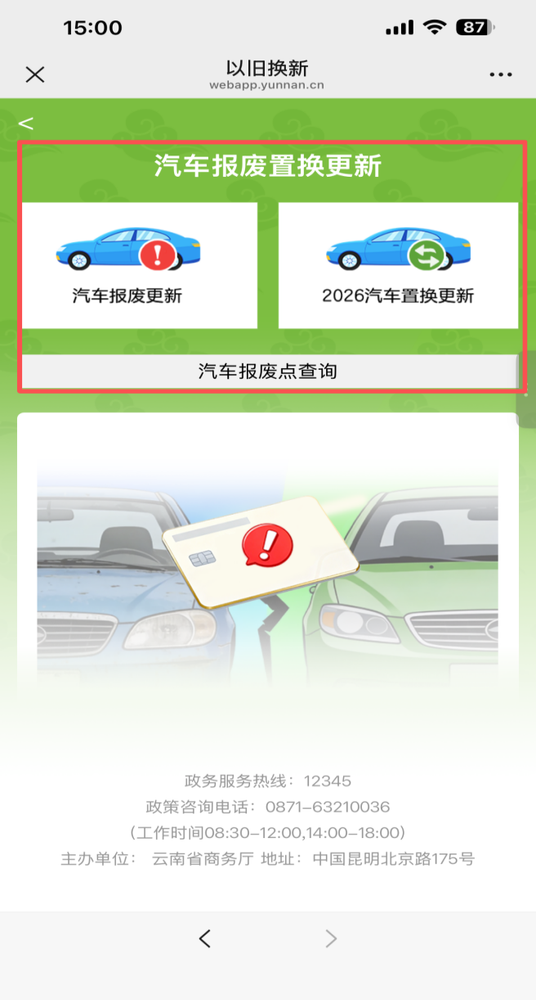 15:00
87
以旧换新
webapp.yunnan.cn
<
汽车报废置换更新
汽车报废更新
2026汽车置换更新
汽车报废点查询
政务服务热线：12345
政策咨询电话：0871-63210036
（工作时间08:30-12:00,14:00-18:00）
主办单位： 云南省商务厅 地址：中国昆明北京路175号